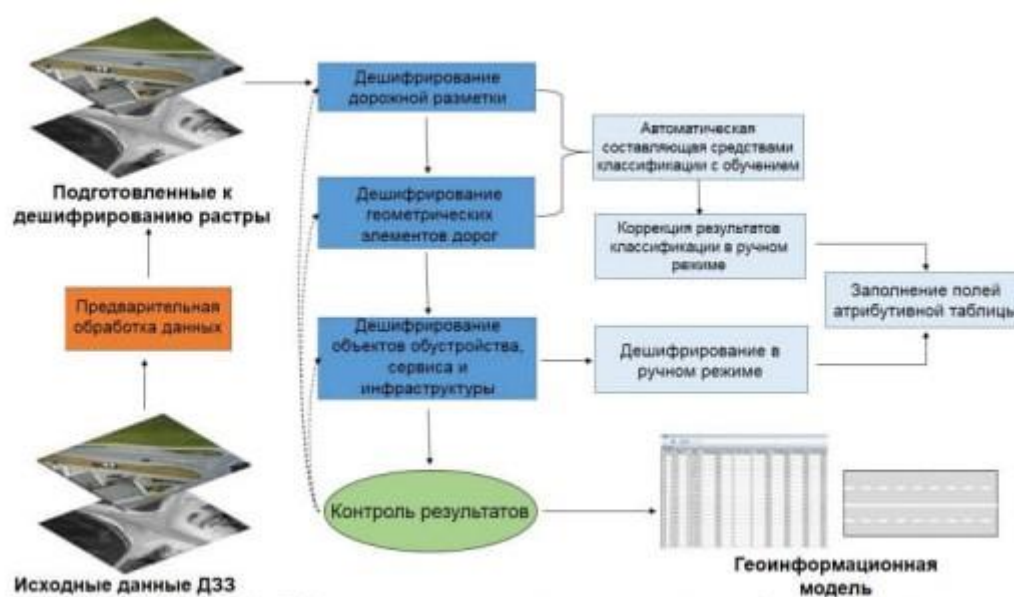 Дешифрирование
дорожной разметки
Автоматическая
составляющая средствами
классификации с обучением
Подготовленные к
дешифрированию растры
Дешифрирование
геометрических
элементов дорог
Коррекция результатов
классификации в ручном
режиме
Предварительная
обработка данных
Заполнение полей
атрибутивной таблицы
Дешифрирование
объектов обустройства,
сервиса и
инфраструктуры
Дешифрирование в
ручном режиме
Контроль результатов
Исходные данные ДЗЗ
Геоинформационная
модель